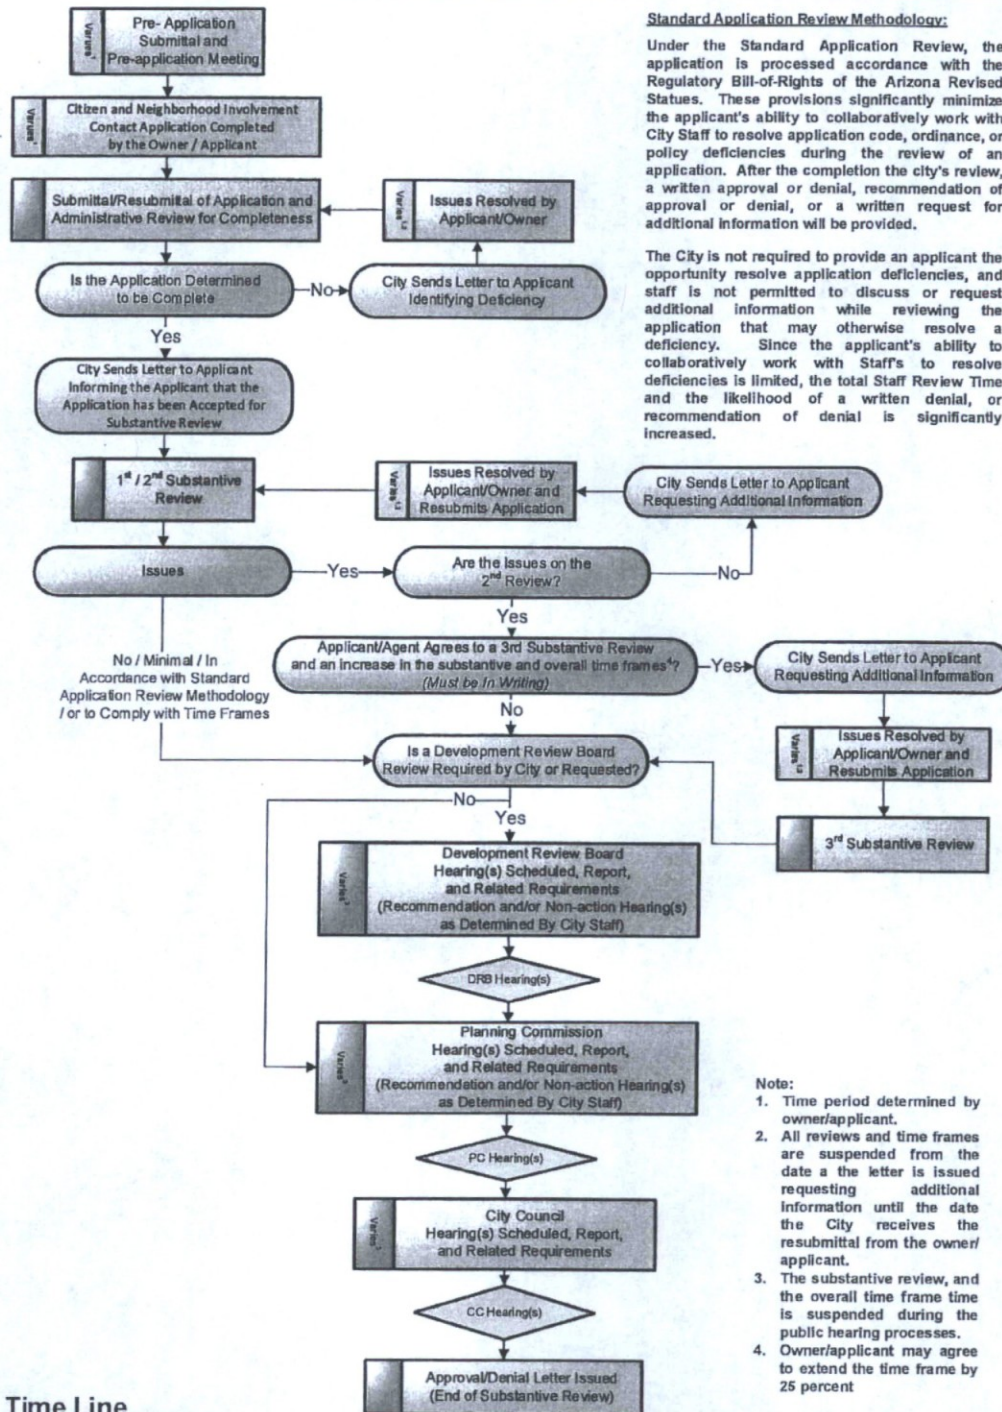 Pre- Application
Submittal and
Pre-application Meeting
Varues¹
Standard Application Review Methodology:
Under the Standard Application Review, the
application is processed accordance with the
Regulatory Bill-of-Rights of the Arizona Revised
Statues. These provisions significantly minimize
the applicant's ability to collaboratively work with
City Staff to resolve application code, ordinance, or
policy deficiencies during the review of an
application. After the completion the city's review,
a written approval or denial, recommendation of
approval or denial, or a written request for
additional information will be provided.
The City is not required to provide an applicant the
opportunity resolve application deficiencies, and
staff is not permitted to discuss or request
additional information while reviewing the
application that may otherwise resolve a
deficiency. Since the applicant's ability to
collaboratively work with Staff's to resolve
deficiencies is limited, the total Staff Review Time
and the likelihood of a written denial, or
recommendation of denial is significantly
increased.
Varues¹
Citizen and Neighborhood Involvement
Contact Application Completed
by the Owner / Applicant
Submittal/Resubmittal of Application and
Administrative Review for Completeness
Varies
Issues Resolved by
Applicant/Owner
Is the Application Determined
to be Complete
No
City Sends Letter to Applicant
Identifying Deficiency
Yes
City Sends Letter to Applicant
Informing the Applicant that the
Application has been Accepted for
Substantive Review
1st / 2nd Substantive
Review
Varies
Issues Resolved by
Applicant/Owner and
Resubmits Application
City Sends Letter to Applicant
Requesting Additional Information
Issues
Yes
Are the Issues on the
2nd Review?
No
Yes
Applicant/Agent Agrees to a 3rd Substantive Review
and an increase in the substantive and overall time frames⁴?
(Must be In Writing)
Yes
City Sends Letter to Applicant
Requesting Additional Information
No / Minimal / In
Accordance with Standard
Application Review Methodology
/ or to Comply with Time Frames
No
Is a Development Review Board
Review Required by City or Requested?
Varies
Issues Resolved by
Applicant/Owner and
Resubmits Application
No
Yes
3rd Substantive Review
Varies
Development Review Board
Hearing(s) Scheduled, Report,
and Related Requirements
(Recommendation and/or Non-action Hearing(s)
as Determined By City Staff)
DRB Hearing(s)
Varies
Planning Commission
Hearing(s) Scheduled, Report,
and Related Requirements
(Recommendation and/or Non-action Hearing(s)
as Determined By City Staff)
PC Hearing(s)
Varies
City Council
Hearing(s) Scheduled, Report,
and Related Requirements
CC Hearing(s)
Approval/Denial Letter Issued
(End of Substantive Review)
Note:
1. Time period determined by
owner/applicant.
2. All reviews and time frames
are suspended from the
date a the letter is issued
requesting additional
information until the date
the City receives the
resubmittal from the owner/
applicant.
3. The substantive review, and
the overall time frame time
is suspended during the
public hearing processes.
4. Owner/applicant may agree
to extend the time frame by
25 percent
Time Line